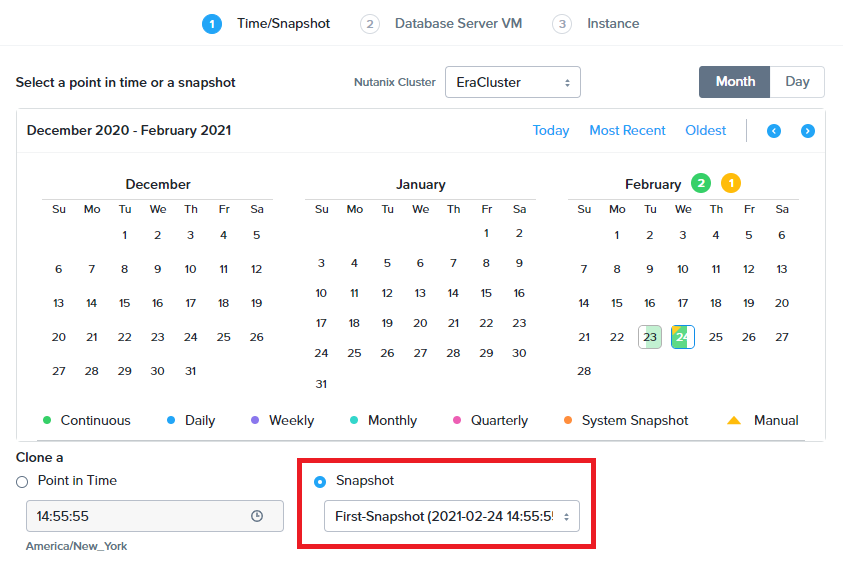 1 Time/Snapshot 2 Database Server VM 3 Instance
Select a point in time or a snapshot Nutanix Cluster EraCluster Month Day
December 2020 - February 2021 Today Most Recent Oldest
December January February 2 1
Su Mo Tu We Th Fr Sa Su Mo Tu We Th Fr Sa Su Mo Tu We Th Fr Sa
1 2 3 4 5 1 2 1 2 3 4 5 6
6 7 8 9 10 11 12 3 4 5 6 7 8 9 7 8 9 10 11 12 13
13 14 15 16 17 18 19 10 11 12 13 14 15 16 14 15 16 17 18 19 20
20 21 22 23 24 25 26 17 18 19 20 21 22 23 21 22 23 24 25 26 27
27 28 29 30 31 24 25 26 27 28 29 30 28
31
Continuous Daily Weekly Monthly Quarterly System Snapshot Manual
Clone a
Point in Time Snapshot
14:55:55 First-Snapshot (2021-02-24 14:55:5
America/New_York